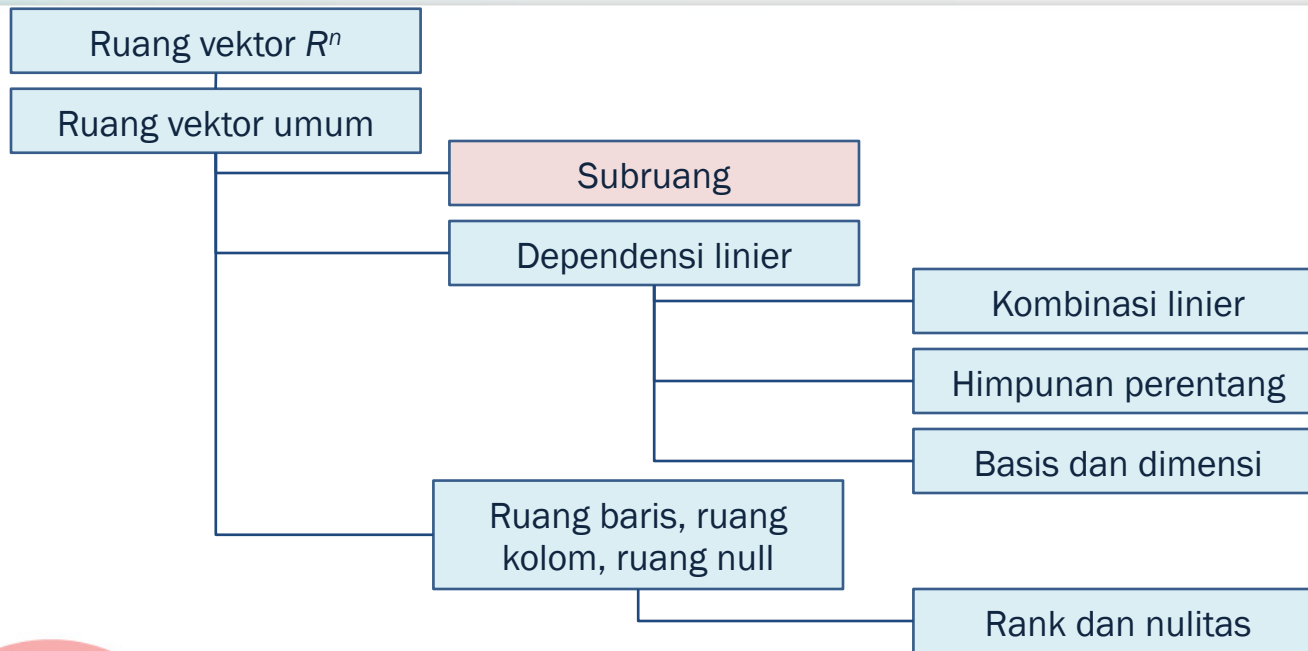 Ruang vektor Rⁿ
Ruang vektor umum
Subruang
Dependensi linier
Kombinasi linier
Himpunan perentang
Basis dan dimensi
Ruang baris, ruang
kolom, ruang null
Rank dan nulitas